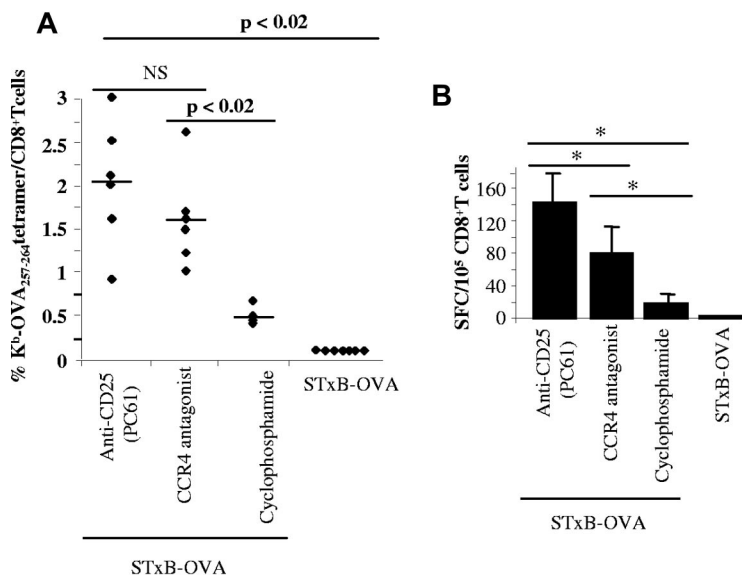 A
p < 0.02
NS
p < 0.02
% Kᵇ-OVA₂₅₇₋₂₆₄tetramer/CD8⁺Tcells
3
2.5
2
1.5
1
0.5
0
Anti-CD25
(PC61)
CCR4 antagonist
Cyclophosphamide
STxB-OVA
STxB-OVA
B
*
*
*
SFC/10⁵ CD8⁺T cells
160
120
80
40
0
Anti-CD25
(PC61)
CCR4 antagonist
Cyclophosphamide
STxB-OVA
STxB-OVA